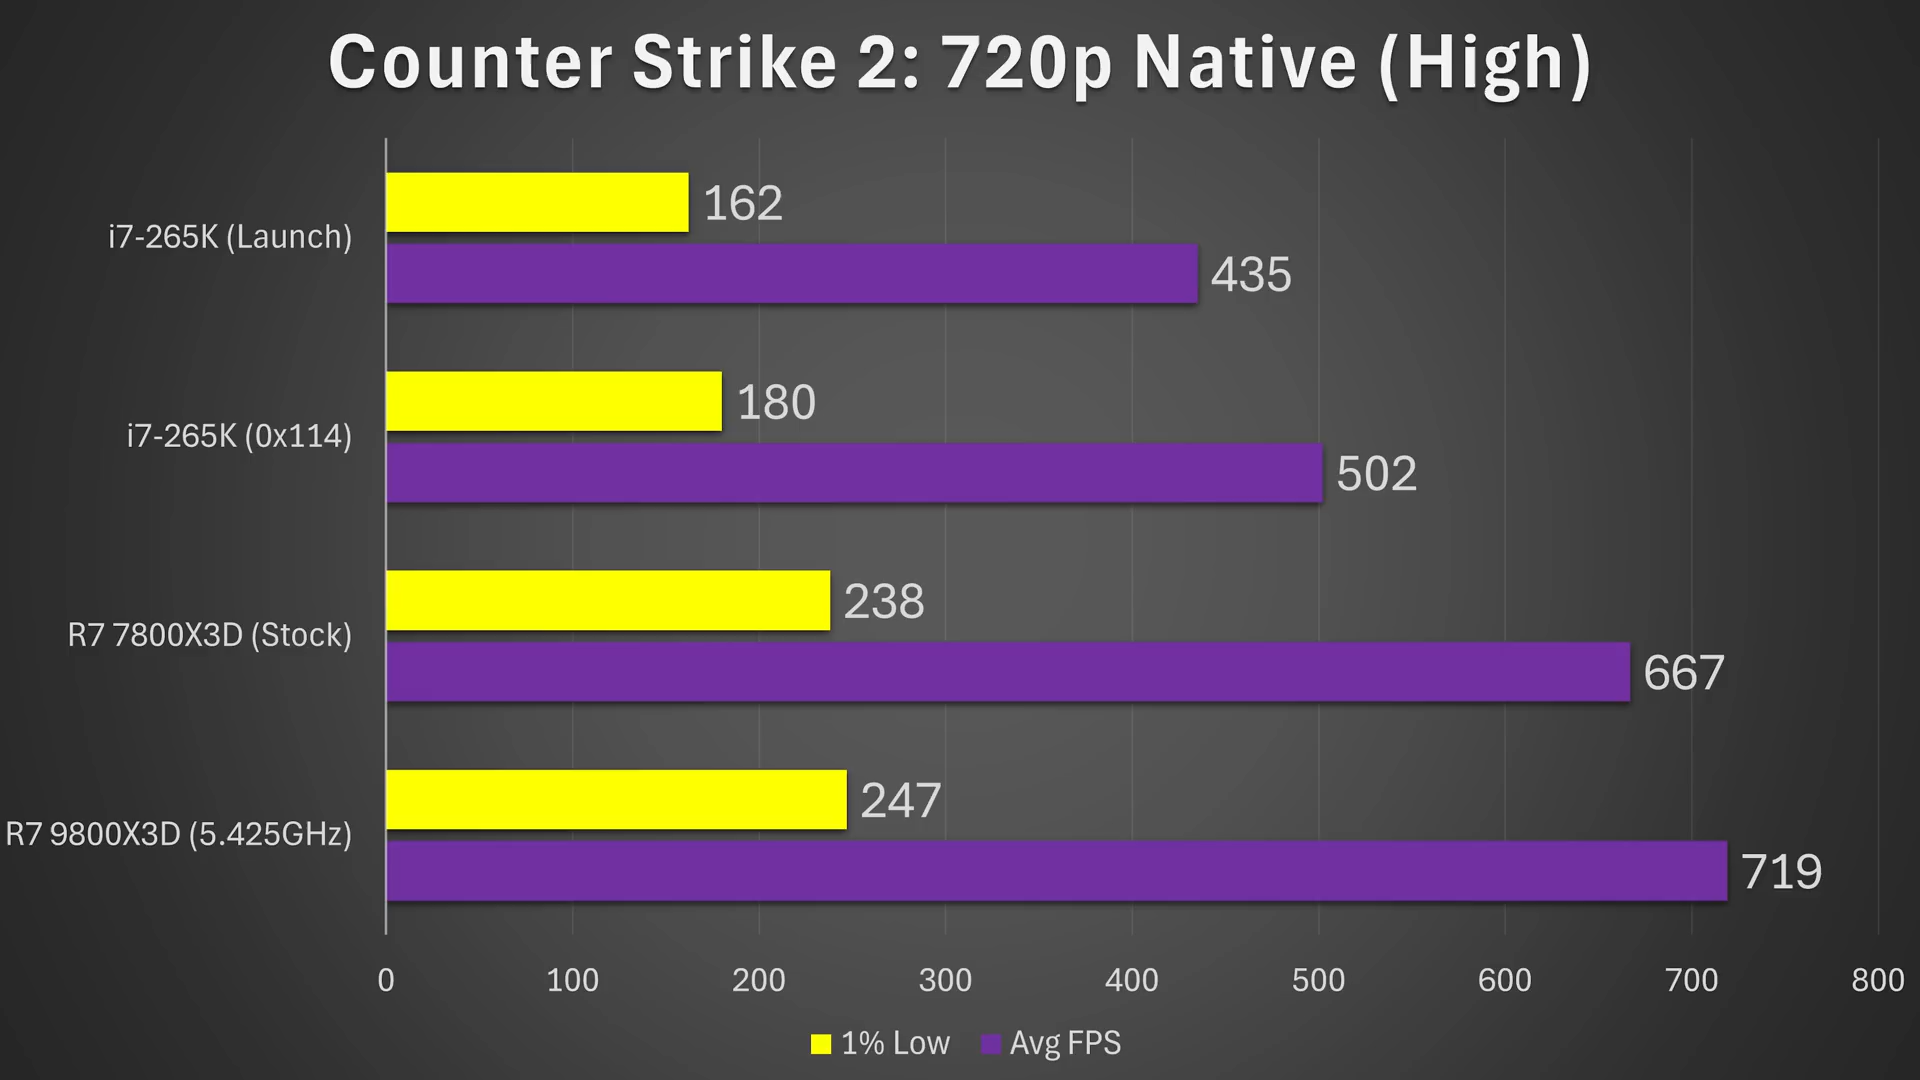 Counter Strike 2: 720p Native (High)
i7-265K (Launch)
162
435
i7-265K (0x114)
180
502
R7 7800X3D (Stock)
238
667
R7 9800X3D (5.425GHz)
247
719
0 100 200 300 400 500 600 700 800
1% Low Avg FPS